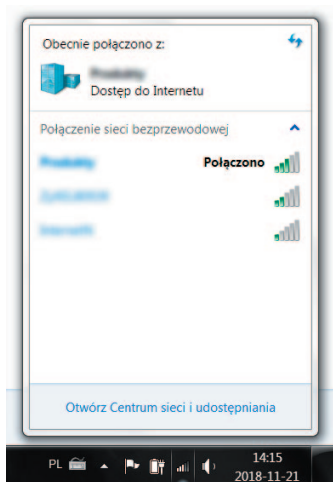 Obecnie połączono z:
Dostęp do Internetu
Połączenie sieci bezprzewodowej
Połączono
Otwórz Centrum sieci i udostępniania
PL
14:15
2018-11-21